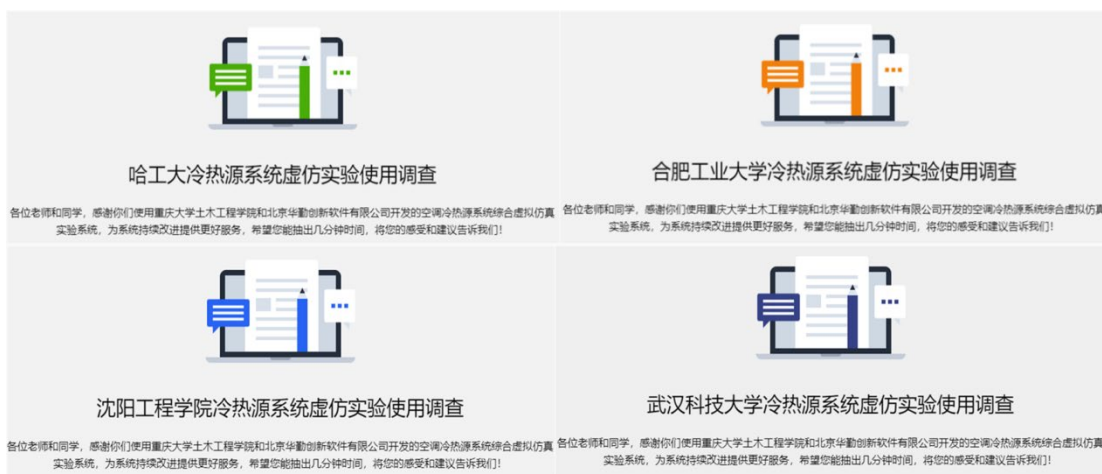 哈工大冷热源系统虚仿实验使用调查
各位老师和同学，感谢你们使用重庆大学土木工程学院和北京华勤创新软件有限公司开发的空调冷热源系统综合虚拟仿真
实验系统，为系统持续改进提供更好服务，希望您能抽出几分钟时间，将您的感受和建议告诉我们！
合肥工业大学冷热源系统虚仿实验使用调查
各位老师和同学，感谢你们使用重庆大学土木工程学院和北京华勤创新软件有限公司开发的空调冷热源系统综合虚拟仿真
实验系统，为系统持续改进提供更好服务，希望您能抽出几分钟时间，将您的感受和建议告诉我们！
沈阳工程学院冷热源系统虚仿实验使用调查
各位老师和同学，感谢你们使用重庆大学土木工程学院和北京华勤创新软件有限公司开发的空调冷热源系统综合虚拟仿真
实验系统，为系统持续改进提供更好服务，希望您能抽出几分钟时间，将您的感受和建议告诉我们！
武汉科技大学冷热源系统虚仿实验使用调查
各位老师和同学，感谢你们使用重庆大学土木工程学院和北京华勤创新软件有限公司开发的空调冷热源系统综合虚拟仿真
实验系统，为系统持续改进提供更好服务，希望您能抽出几分钟时间，将您的感受和建议告诉我们！